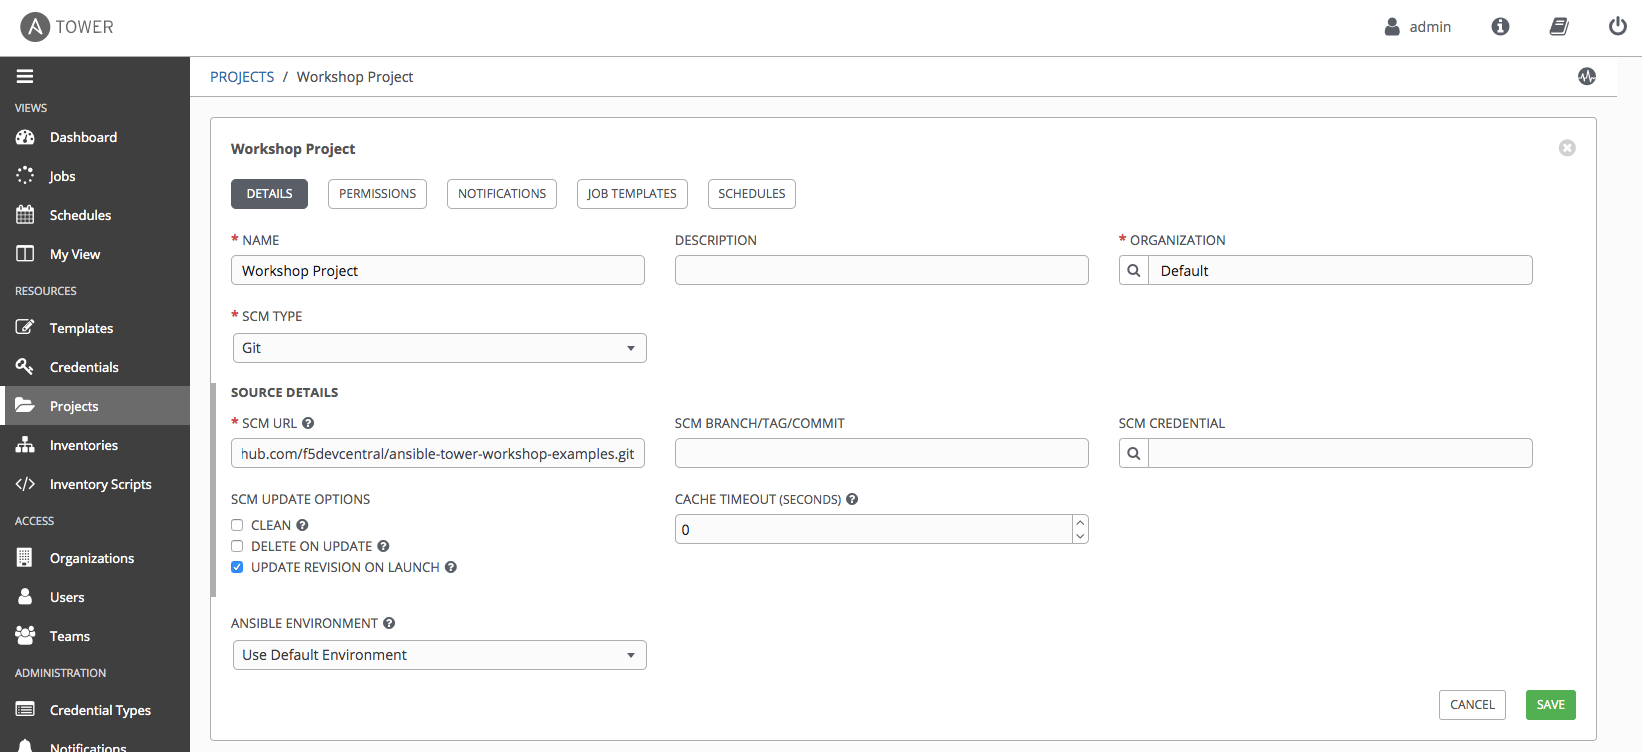 TOWER
admin
PROJECTS / Workshop Project
VIEWS
Dashboard
Jobs
Schedules
My View
RESOURCES
Templates
Credentials
Projects
Inventories
Inventory Scripts
ACCESS
Organizations
Users
Teams
ADMINISTRATION
Credential Types
Notifications
Workshop Project
DETAILS
PERMISSIONS
NOTIFICATIONS
JOB TEMPLATES
SCHEDULES
* NAME
Workshop Project
DESCRIPTION
* ORGANIZATION
Default
* SCM TYPE
Git
SOURCE DETAILS
* SCM URL
hub.com/f5devcentral/ansible-tower-workshop-examples.git
SCM BRANCH/TAG/COMMIT
SCM CREDENTIAL
SCM UPDATE OPTIONS
CLEAN
DELETE ON UPDATE
UPDATE REVISION ON LAUNCH
CACHE TIMEOUT (SECONDS)
0
ANSIBLE ENVIRONMENT
Use Default Environment
CANCEL
SAVE